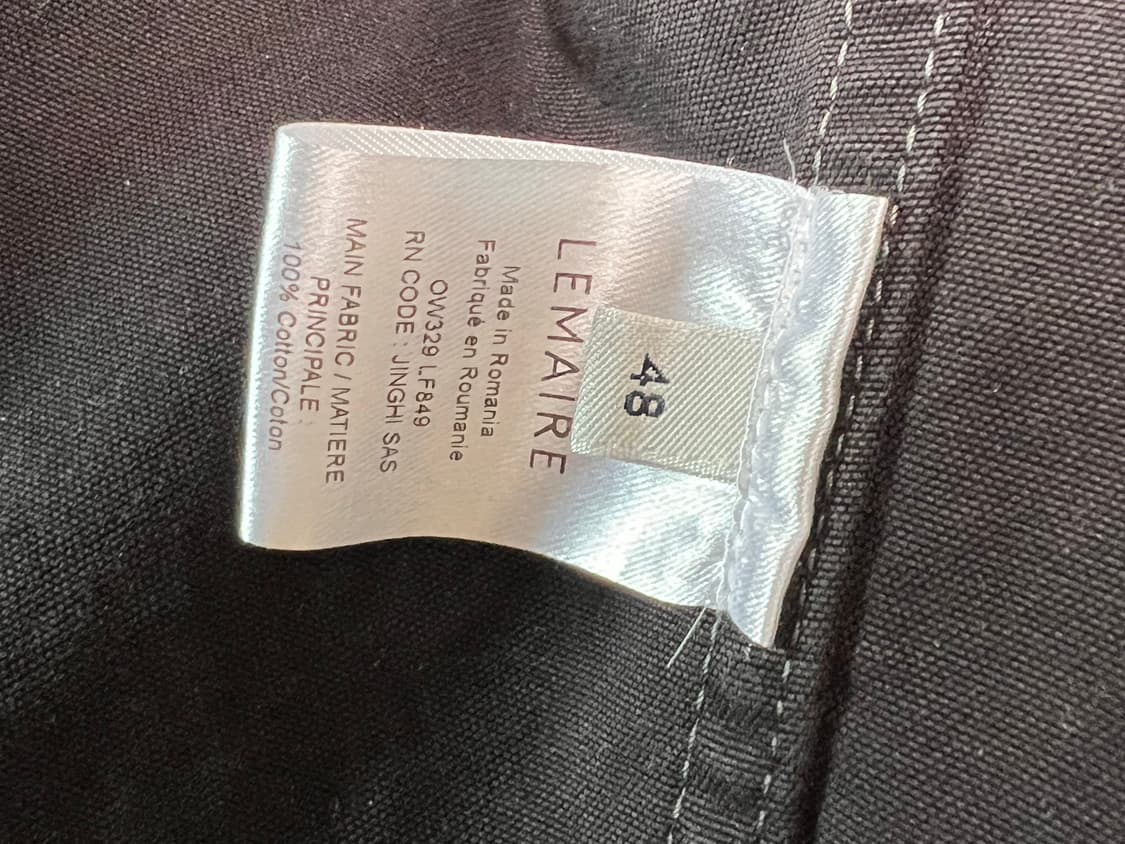 48
LEMAIRE
Made in Romania
Fabriqué en Roumanie
OW329 LF849
RN CODE : JINGHI SAS
MAIN FABRIC / MATIERE
PRINCIPALE :
100% Cotton/Coton